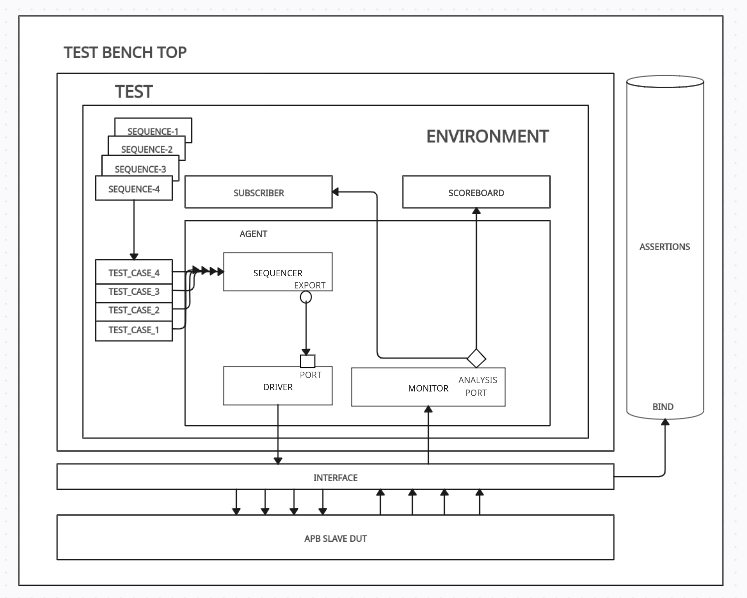 TEST BENCH TOP
TEST
SEQUENCE-1
SEQUENCE-2
SEQUENCE-3
SEQUENCE-4
ENVIRONMENT
SUBSCRIBER
SCOREBOARD
AGENT
SEQUENCER
EXPORT
TEST_CASE_4
TEST_CASE_3
TEST_CASE_2
TEST_CASE_1
PORT
DRIVER
MONITOR
ANALYSIS
PORT
ASSERTIONS
BIND
INTERFACE
APB SLAVE DUT